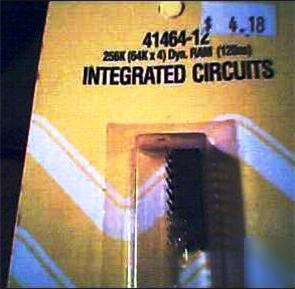 $ 4.18
41464-12
256K (64K x 4) Dyn. RAM (120ns)
INTEGRATED CIRCUITS